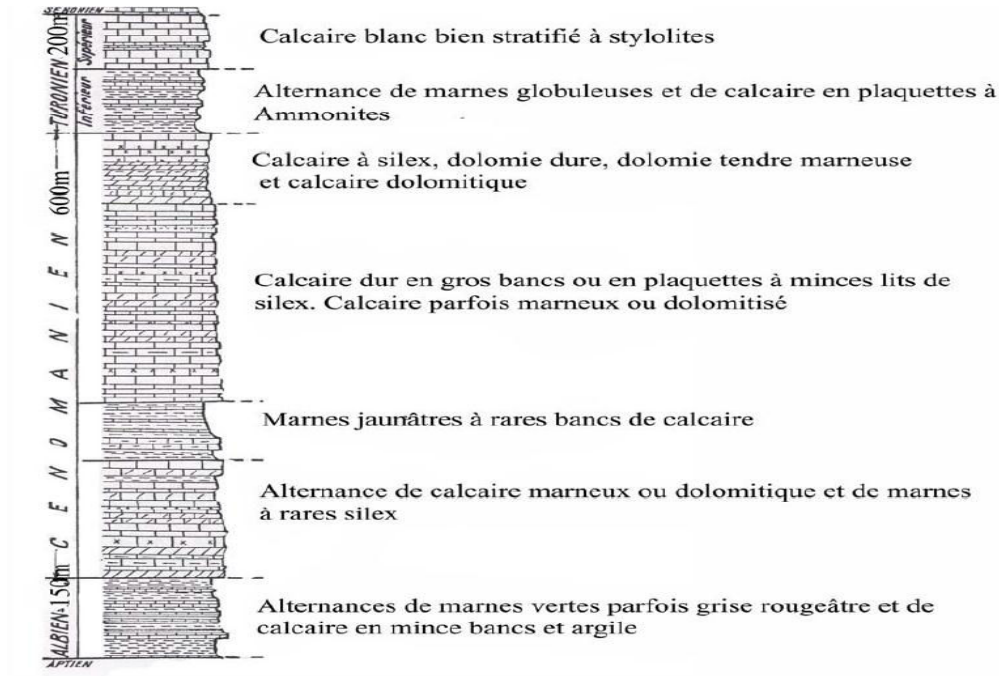 SENONIEN
TURONIEN 200m
Supérieur
Inférieur
Calcaire blanc bien stratifié à stylolites
Alternance de marnes globuleuses et de calcaire en plaquettes à
Ammonites
CENOMANIEN 600m
Calcaire à silex, dolomie dure, dolomie tendre marneuse
et calcaire dolomitique
Calcaire dur en gros bancs ou en plaquettes à minces lits de
silex. Calcaire parfois marneux ou dolomitisé
Marnes jaunâtres à rares bancs de calcaire
Alternance de calcaire marneux ou dolomitique et de marnes
à rares silex
ALBIEN 150m
Alternances de marnes vertes parfois grise rougeâtre et de
calcaire en mince bancs et argile
APTIEN